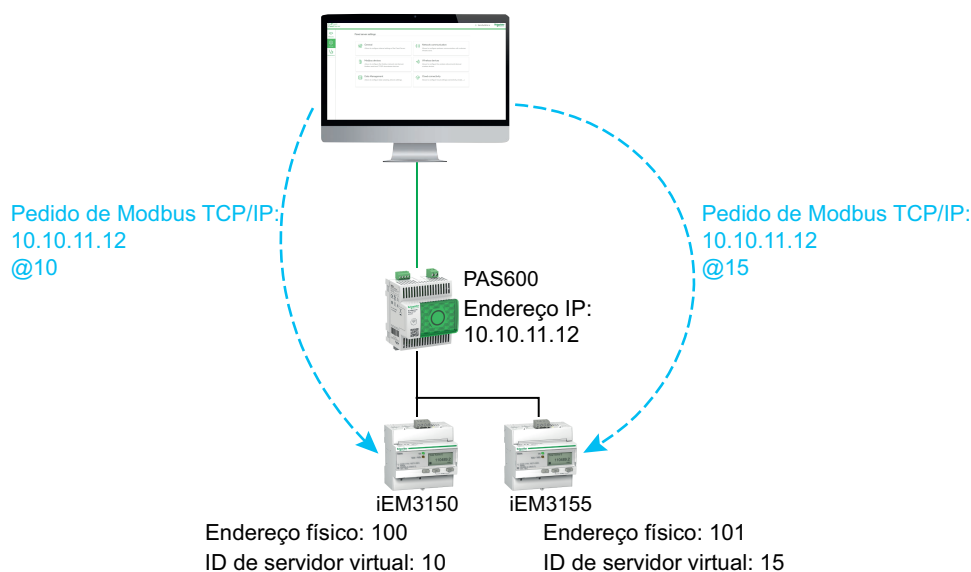 Pedido de Modbus TCP/IP:
10.10.11.12
@10
Pedido de Modbus TCP/IP:
10.10.11.12
@15
PAS600
Endereço IP:
10.10.11.12
iEM3150
Endereço físico: 100
ID de servidor virtual: 10
iEM3155
Endereço físico: 101
ID de servidor virtual: 15